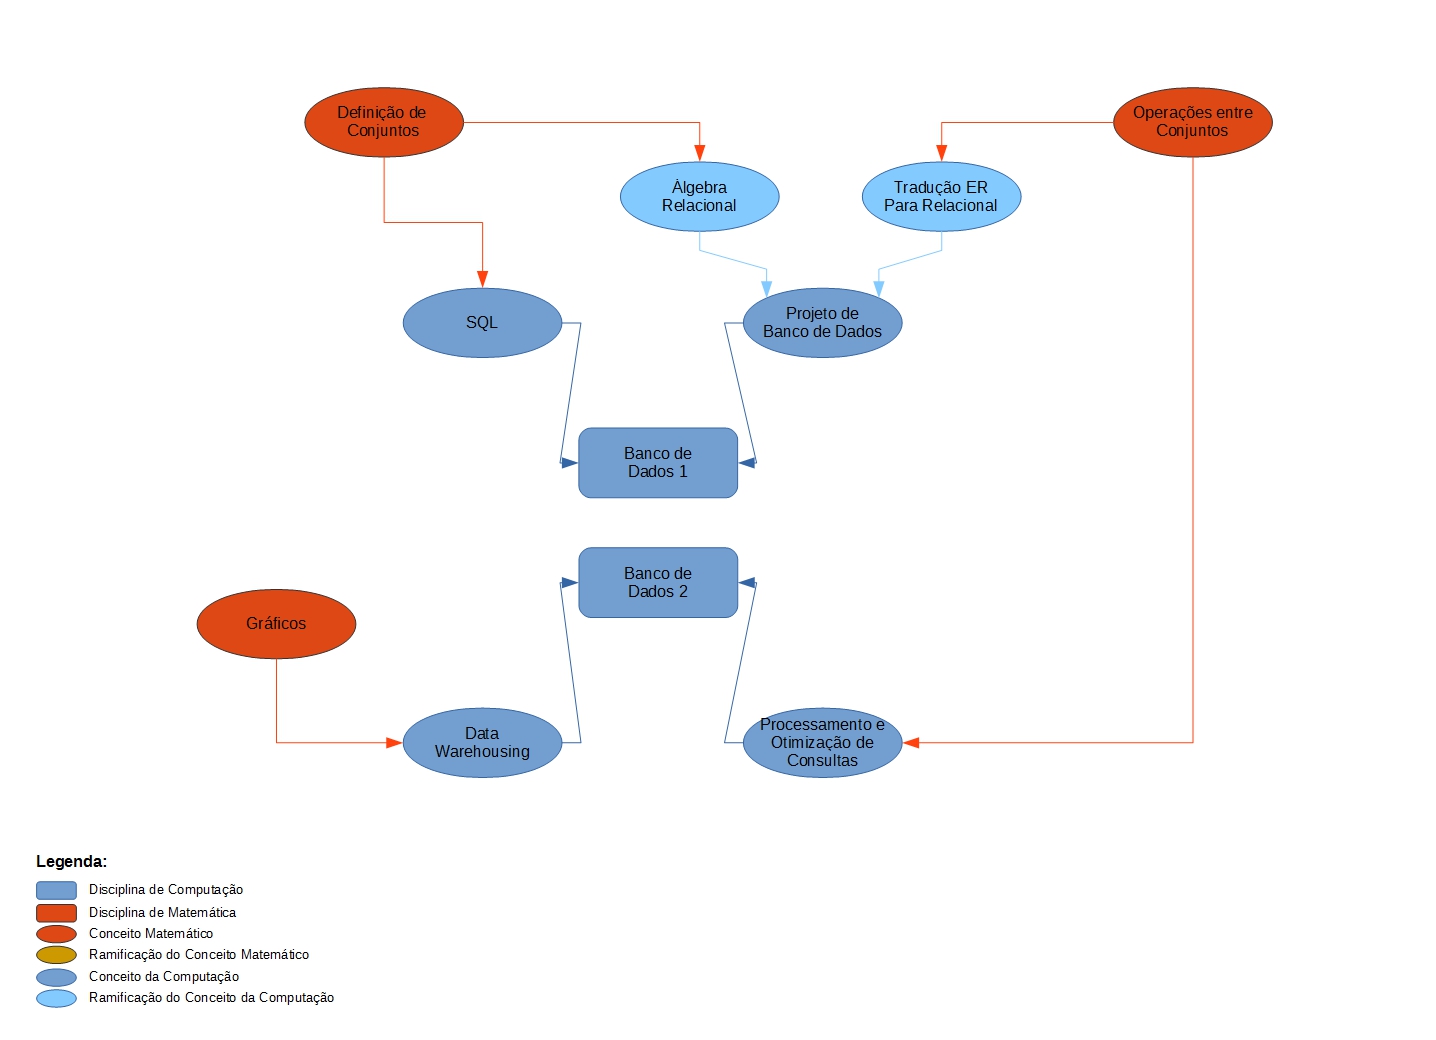 Definição de
Conjuntos
Operações entre
Conjuntos
Álgebra
Relacional
Tradução ER
Para Relacional
SQL
Projeto de
Banco de Dados
Banco de
Dados 1
Banco de
Dados 2
Gráficos
Data
Warehousing
Processamento e
Otimização de
Consultas
Legenda:
Disciplina de Computação
Disciplina de Matemática
Conceito Matemático
Ramificação do Conceito Matemático
Conceito da Computação
Ramificação do Conceito da Computação